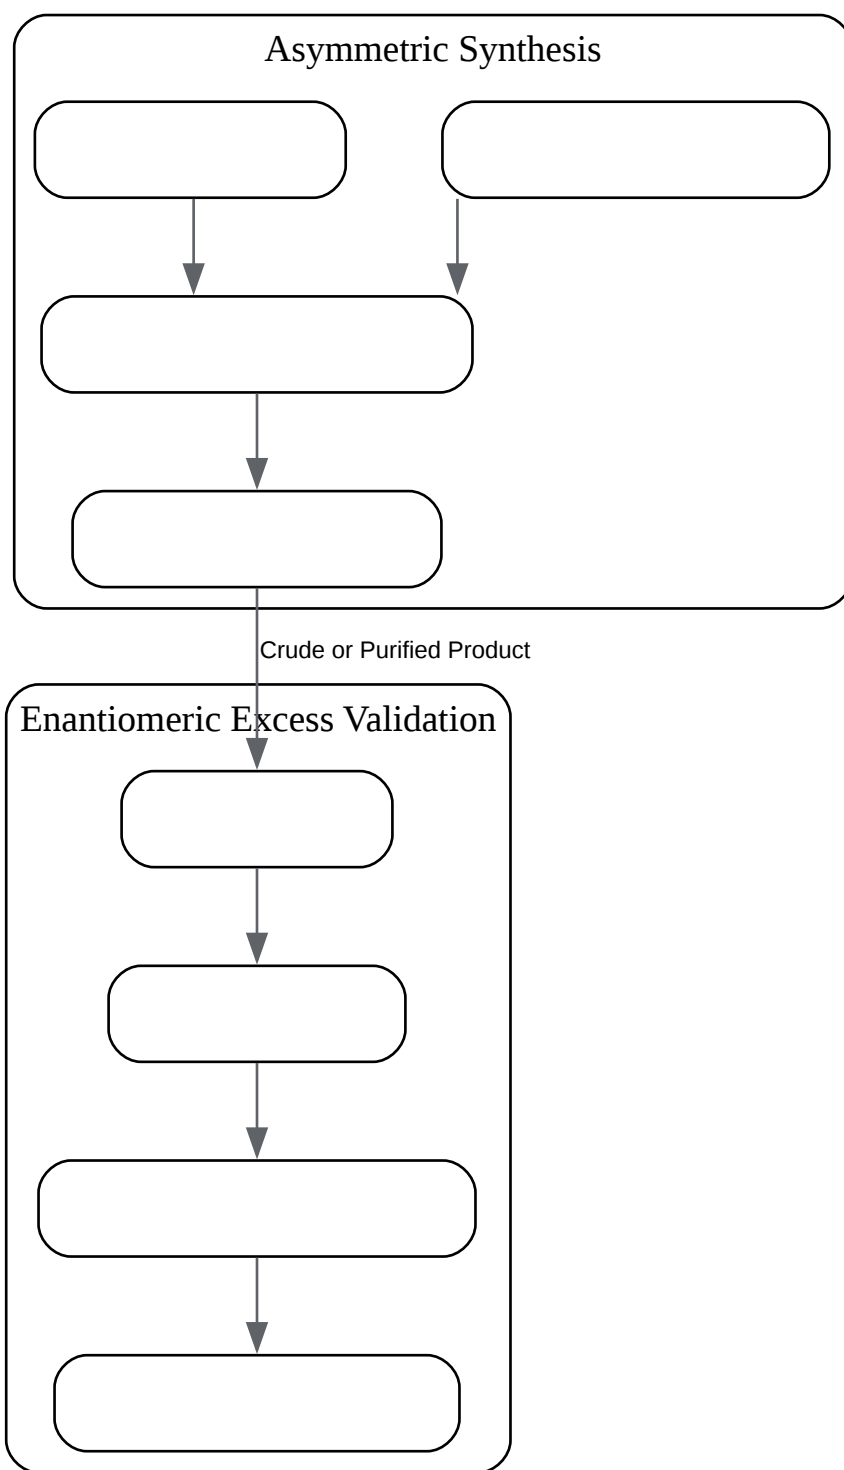 Asymmetric Synthesis
Crude or Purified Product
Enantiomeric Excess Validation